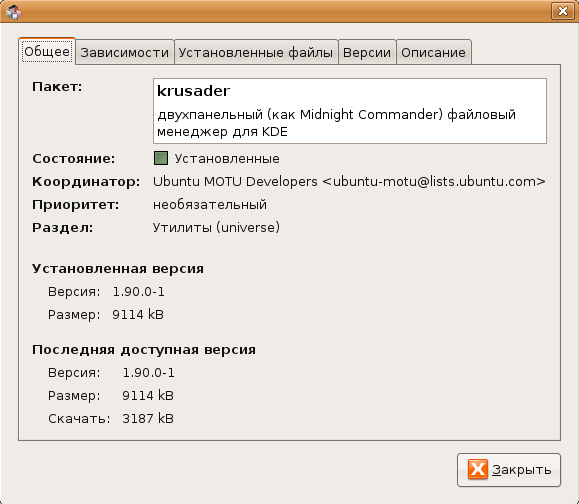 Общее Зависимости Установленные файлы Версии Описание
Пакет: krusader
двухпанельный (как Midnight Commander) файловый
менеджер для KDE
Состояние: Установленные
Координатор: Ubuntu MOTU Developers <ubuntu-motu@lists.ubuntu.com>
Приоритет: необязательный
Раздел: Утилиты (universe)
Установленная версия
Версия: 1.90.0-1
Размер: 9114 kB
Последняя доступная версия
Версия: 1.90.0-1
Размер: 9114 kB
Скачать: 3187 kB
Закрыть